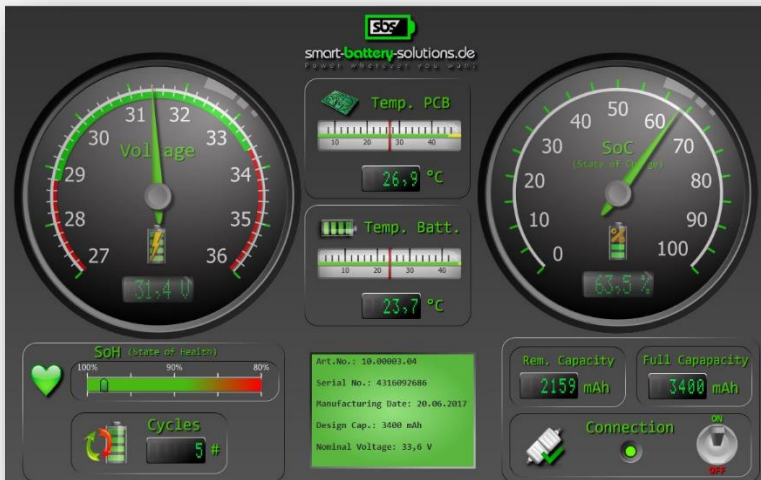 sbs
smart-battery-solutions.de
Power wherever you want
Voltage
27
28
29
30
31
32
33
34
35
36
31,4 V
Temp. PCB
10 20 30 40
26,9 °C
Temp. Batt.
10 20 30 40
23,7 °C
SoC
(State of Charge)
0
10
20
30
40
50
60
70
80
90
100
63,5 %
SoH (State of Health)
100% 90% 80%
Cycles
5 #
Art.No.: 10.00003.04
Serial No.: 4316092686
Manufacturing Date: 20.06.2017
Design Cap.: 3400 mAh
Nominal Voltage: 33,6 V
Rem. Capacity
2159 mAh
Full Capapacity
3400 mAh
Connection
ON
OFF